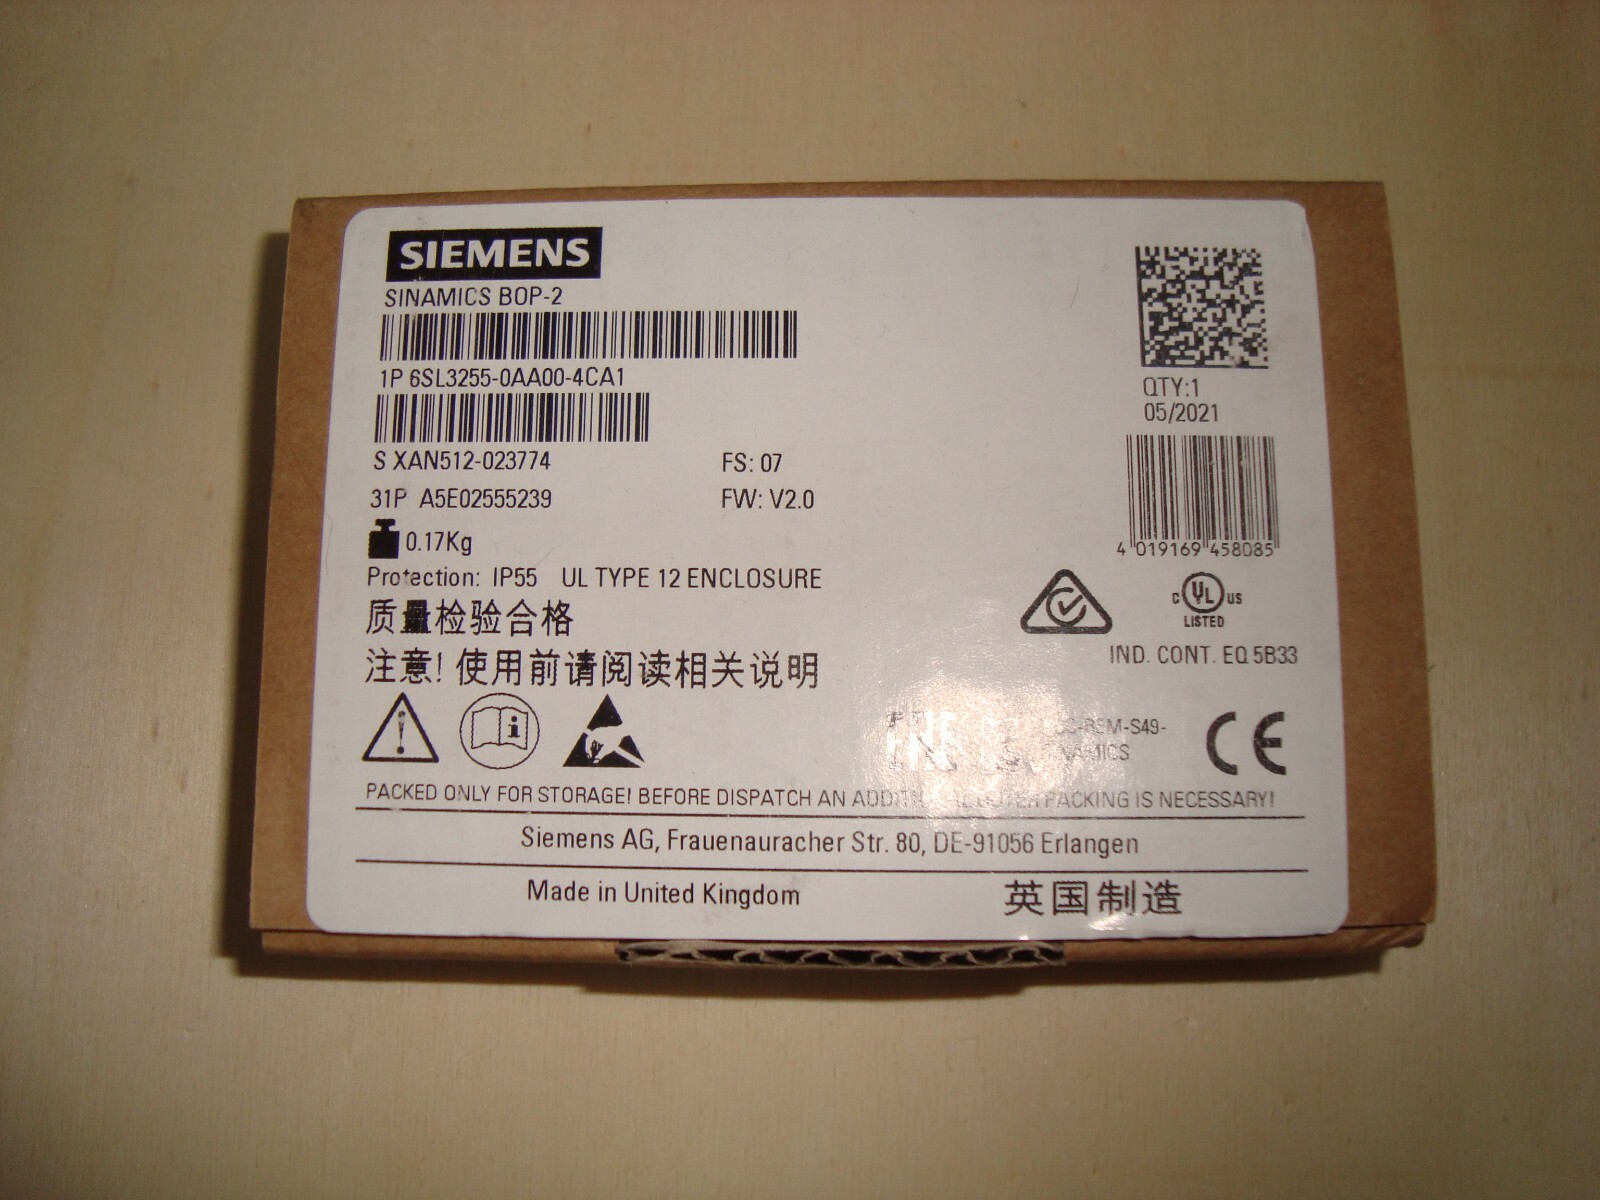 SIEMENS
SINAMICS BOP-2
1P 6SL3255-0AA00-4CA1
QTY:1
05/2021
S XAN512-023774
FS: 07
31P A5E02555239
FW: V2.0
4 019169 458085
0.17Kg
Protection: IP55 UL TYPE 12 ENCLOSURE
质量检验合格
注意! 使用前请阅读相关说明
C UL US
LISTED
IND. CONT. EQ 5B33
CE
PACKED ONLY FOR STORAGE! BEFORE DISPATCH AN ADDITIONAL OUTER PACKING IS NECESSARY!
Siemens AG, Frauenauracher Str. 80, DE-91056 Erlangen
Made in United Kingdom
英国制造